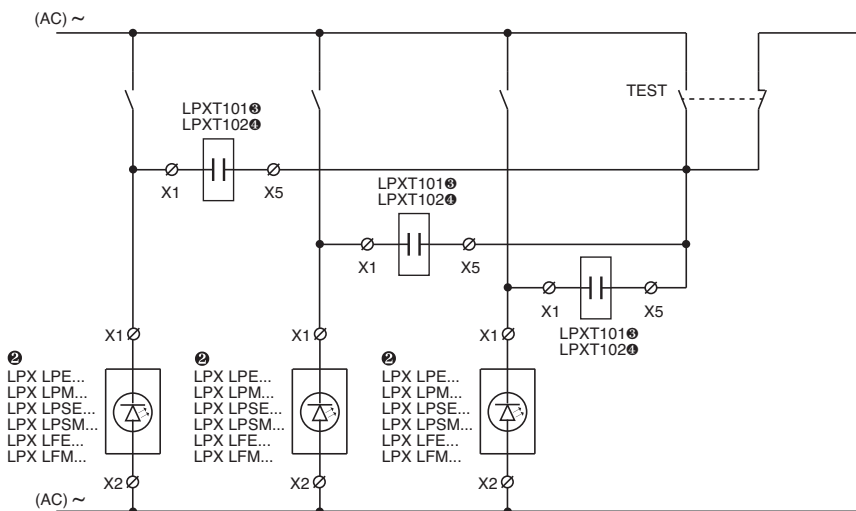 (AC) ~
TEST
LPXT101❸
LPXT102❹
X1
X5
LPXT101❸
LPXT102❹
X1
X5
X1
X5
LPXT101❸
LPXT102❹
X1
X1
X1
❷
LPX LPE...
LPX LPM...
LPX LPSE...
LPX LPSM...
LPX LFE...
LPX LFM...
❷
LPX LPE...
LPX LPM...
LPX LPSE...
LPX LPSM...
LPX LFE...
LPX LFM...
❷
LPX LPE...
LPX LPM...
LPX LPSE...
LPX LPSM...
LPX LFE...
LPX LFM...
X2
X2
X2
(AC) ~